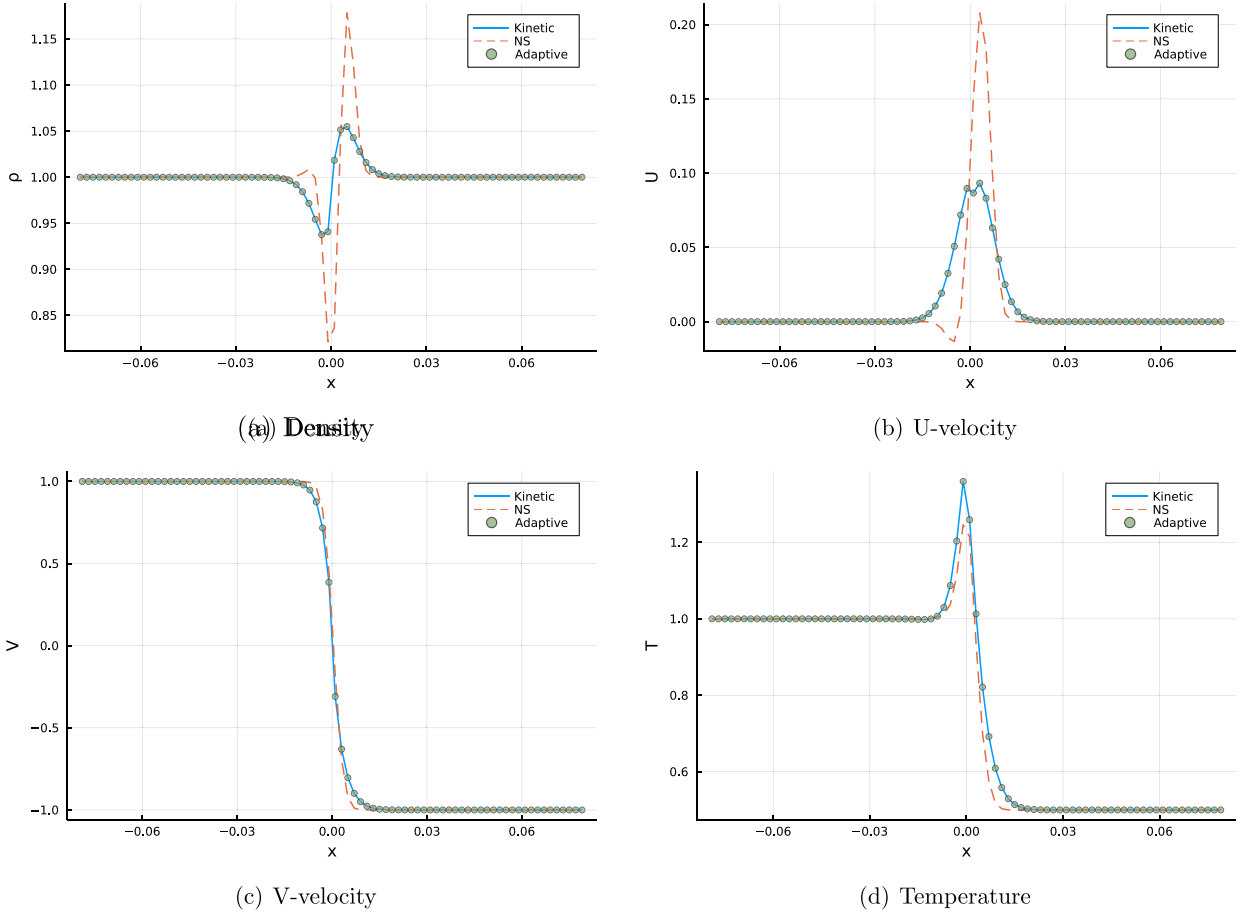 Kinetic
NS
Adaptive
1.15
1.10
1.05
1.00
0.95
0.90
0.85
ρ
−0.06 −0.03 0.00 0.03 0.06
x
(a) Density
Kinetic
NS
Adaptive
0.20
0.15
0.10
0.05
0.00
U
−0.06 −0.03 0.00 0.03 0.06
x
(b) U-velocity
Kinetic
NS
Adaptive
1.0
0.5
0.0
−0.5
−1.0
V
−0.06 −0.03 0.00 0.03 0.06
x
(c) V-velocity
Kinetic
NS
Adaptive
1.2
1.0
0.8
0.6
T
−0.06 −0.03 0.00 0.03 0.06
x
(d) Temperature